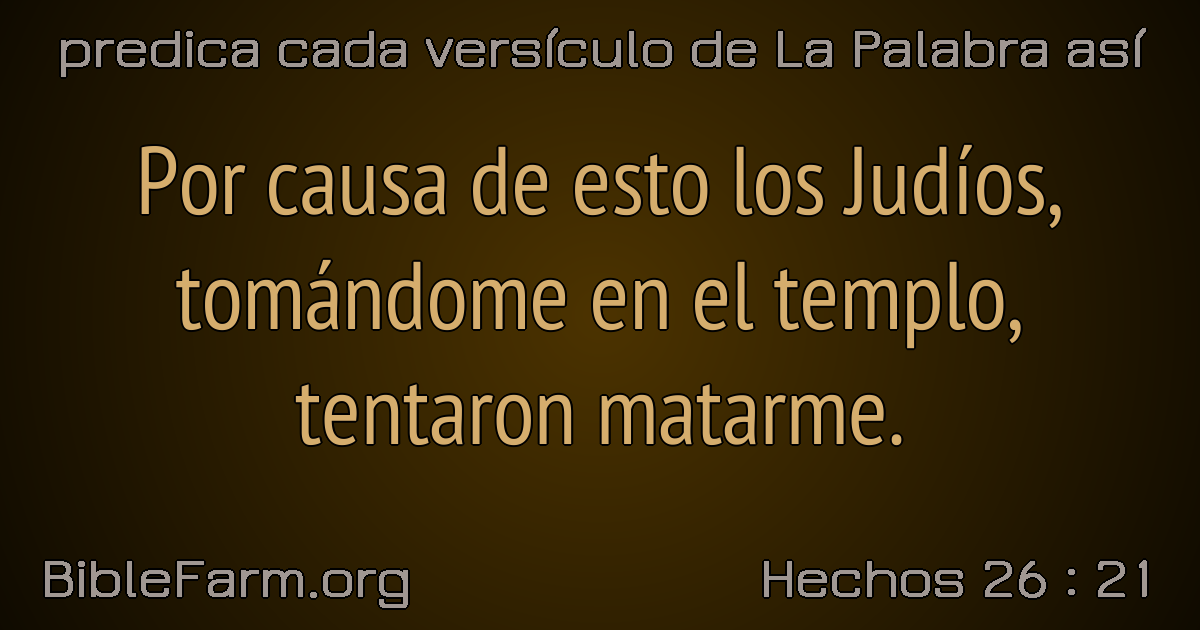 predica cada versículo de La Palabra así
Por causa de esto los Judíos,
tomándome en el templo,
tentaron matarme.
BibleFarm.org
Hechos 26 : 21